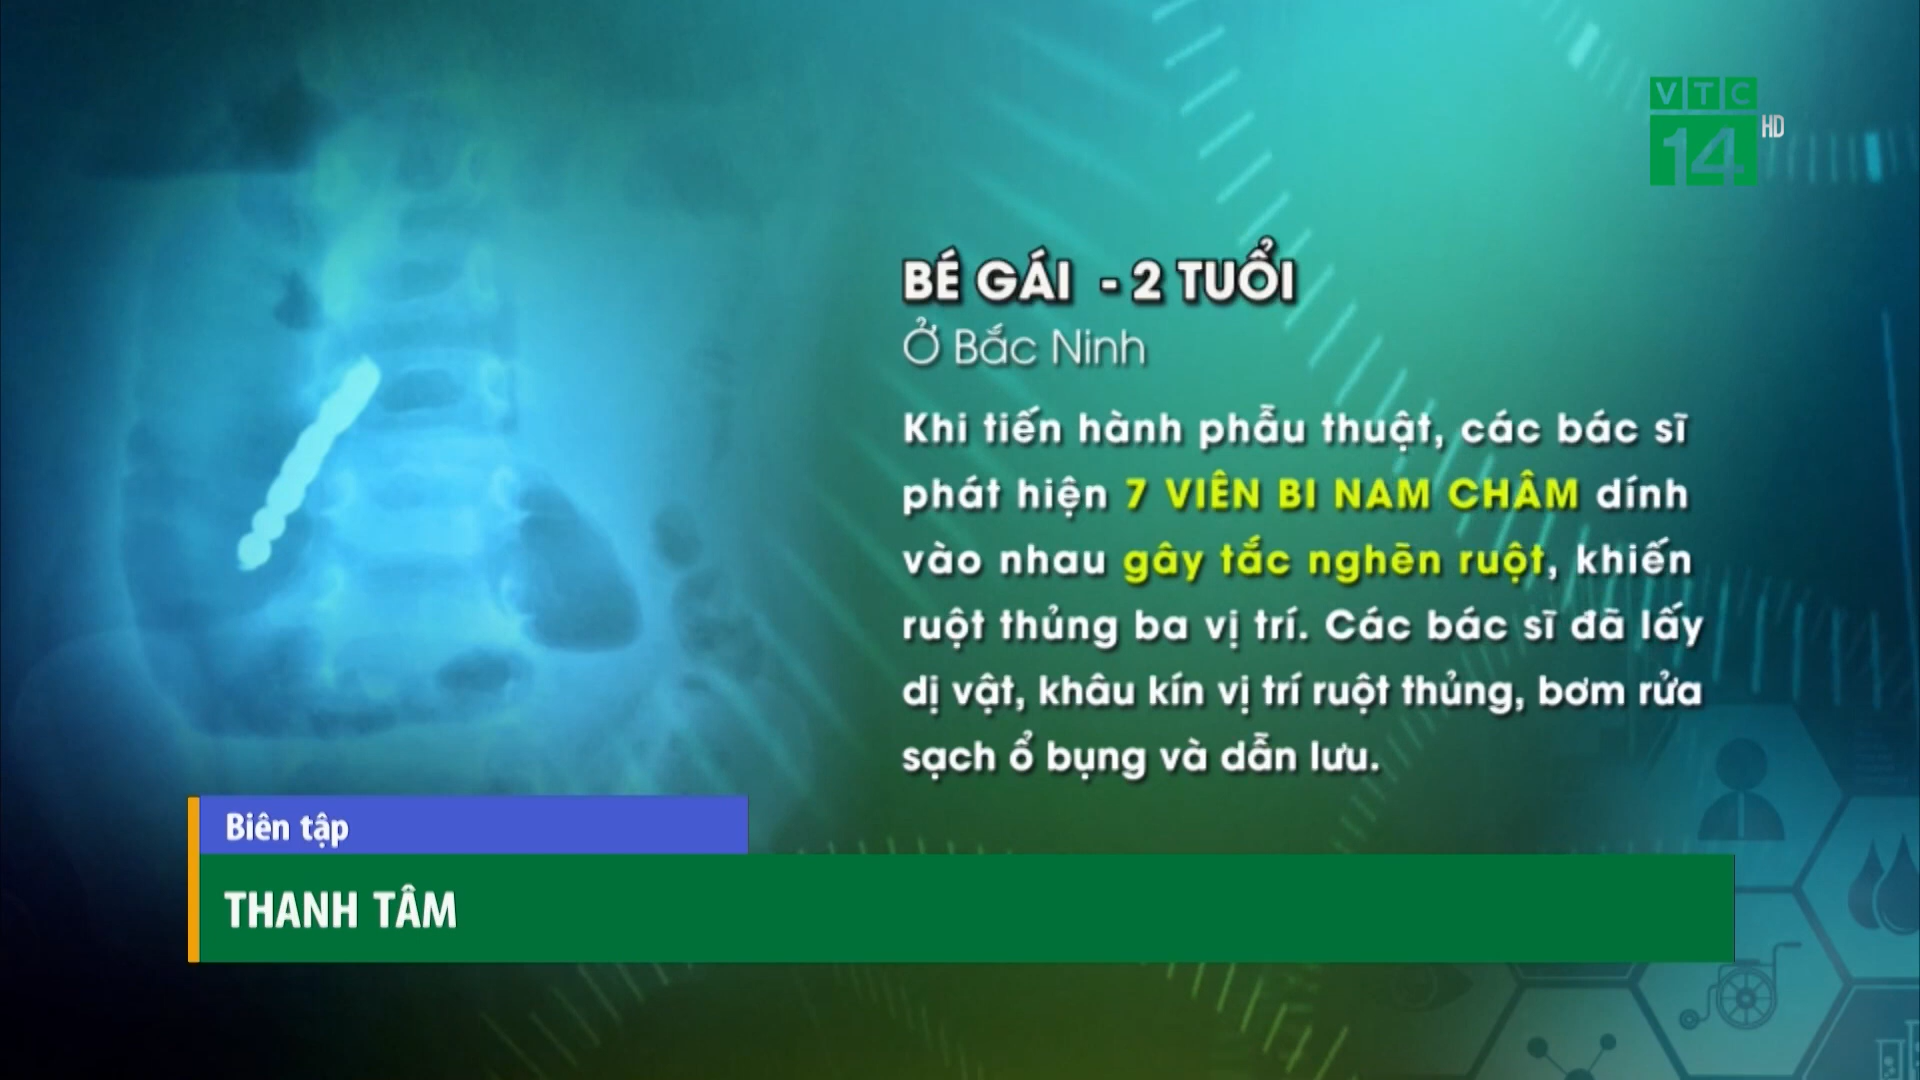 VTC
14 HD
BÉ GÁI - 2 TUỔI
Ở Bắc Ninh
Khi tiến hành phẫu thuật, các bác sĩ
phát hiện 7 VIÊN BI NAM CHÂM dính
vào nhau gây tắc nghẽn ruột, khiến
ruột thủng ba vị trí. Các bác sĩ đã lấy
dị vật, khâu kín vị trí ruột thủng, bơm rửa
sạch ổ bụng và dẫn lưu.
Biên tập
THANH TÂM